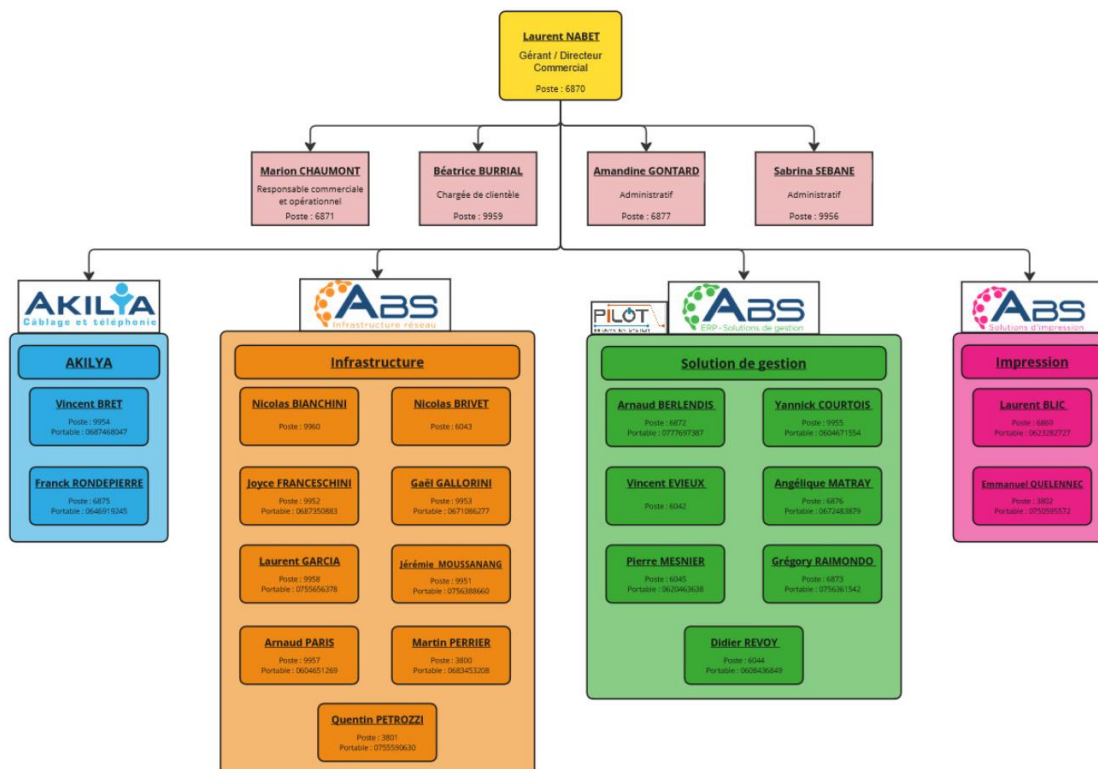 Laurent NABET
Gérant / Directeur
Commercial
Poste : 6870
Marion CHAUMONT
Responsable commerciale
et opérationnel
Poste : 6871
Béatrice BURRIAL
Chargée de clientèle
Poste : 9959
Amandine GONTARD
Administratif
Poste : 6877
Sabrina SEBANE
Administratif
Poste : 9956
AKILYA
Câblage et téléphonie
AKILYA
Vincent BRET
Poste : 9954
Portable : 0687468047
Franck RONDEPIERRE
Poste : 6875
Portable : 0646919245
ABS
Infrastructure réseau
Infrastructure
Nicolas BIANCHINI
Poste : 9960
Nicolas BRIVET
Poste : 6043
Joyce FRANCESCHINI
Poste : 9952
Portable : 0687350883
Gaël GALLORINI
Poste : 9953
Portable : 0671086277
Laurent GARCIA
Poste : 9958
Portable : 0755656378
Jérémie MOUSSANANG
Poste : 9951
Portable : 0756388660
Arnaud PARIS
Poste : 9957
Portable : 0604651269
Martin PERRIER
Poste : 3800
Portable : 0683453208
Quentin PETROZZI
Poste : 3801
Portable : 0755590630
PILOT
ABS
ERP - Solutions de gestion
Solution de gestion
Arnaud BERLENDIS
Poste : 6872
Portable : 0777697387
Yannick COURTOIS
Poste : 9955
Portable : 0604671554
Vincent EVIEUX
Poste : 6042
Angélique MATRAY
Poste : 6876
Portable : 0672483879
Pierre MESNIER
Poste : 6045
Portable : 0620463638
Grégory RAIMONDO
Poste : 6873
Portable : 0756361542
Didier REVOY
Poste : 6044
Portable : 0608436849
ABS
Solutions d'impression
Impression
Laurent BLIC
Poste : 6869
Portable : 0623282727
Emmanuel QUELENNEC
Poste : 3802
Portable : 0750595572